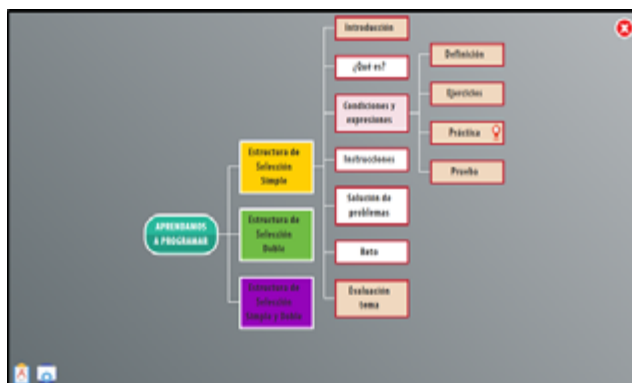 Introducción
¿Qué es?
Condiciones y
expresiones
Instrucciones
Solución de
problemas
Reto
Evaluación
tema
Definición
Ejercicios
Práctica
Prueba
Estructura de
Selección
Simple
Estructura de
Selección
Doble
Estructura de
Selección
Simple y Doble
APRENDAMOS
A PROGRAMAR